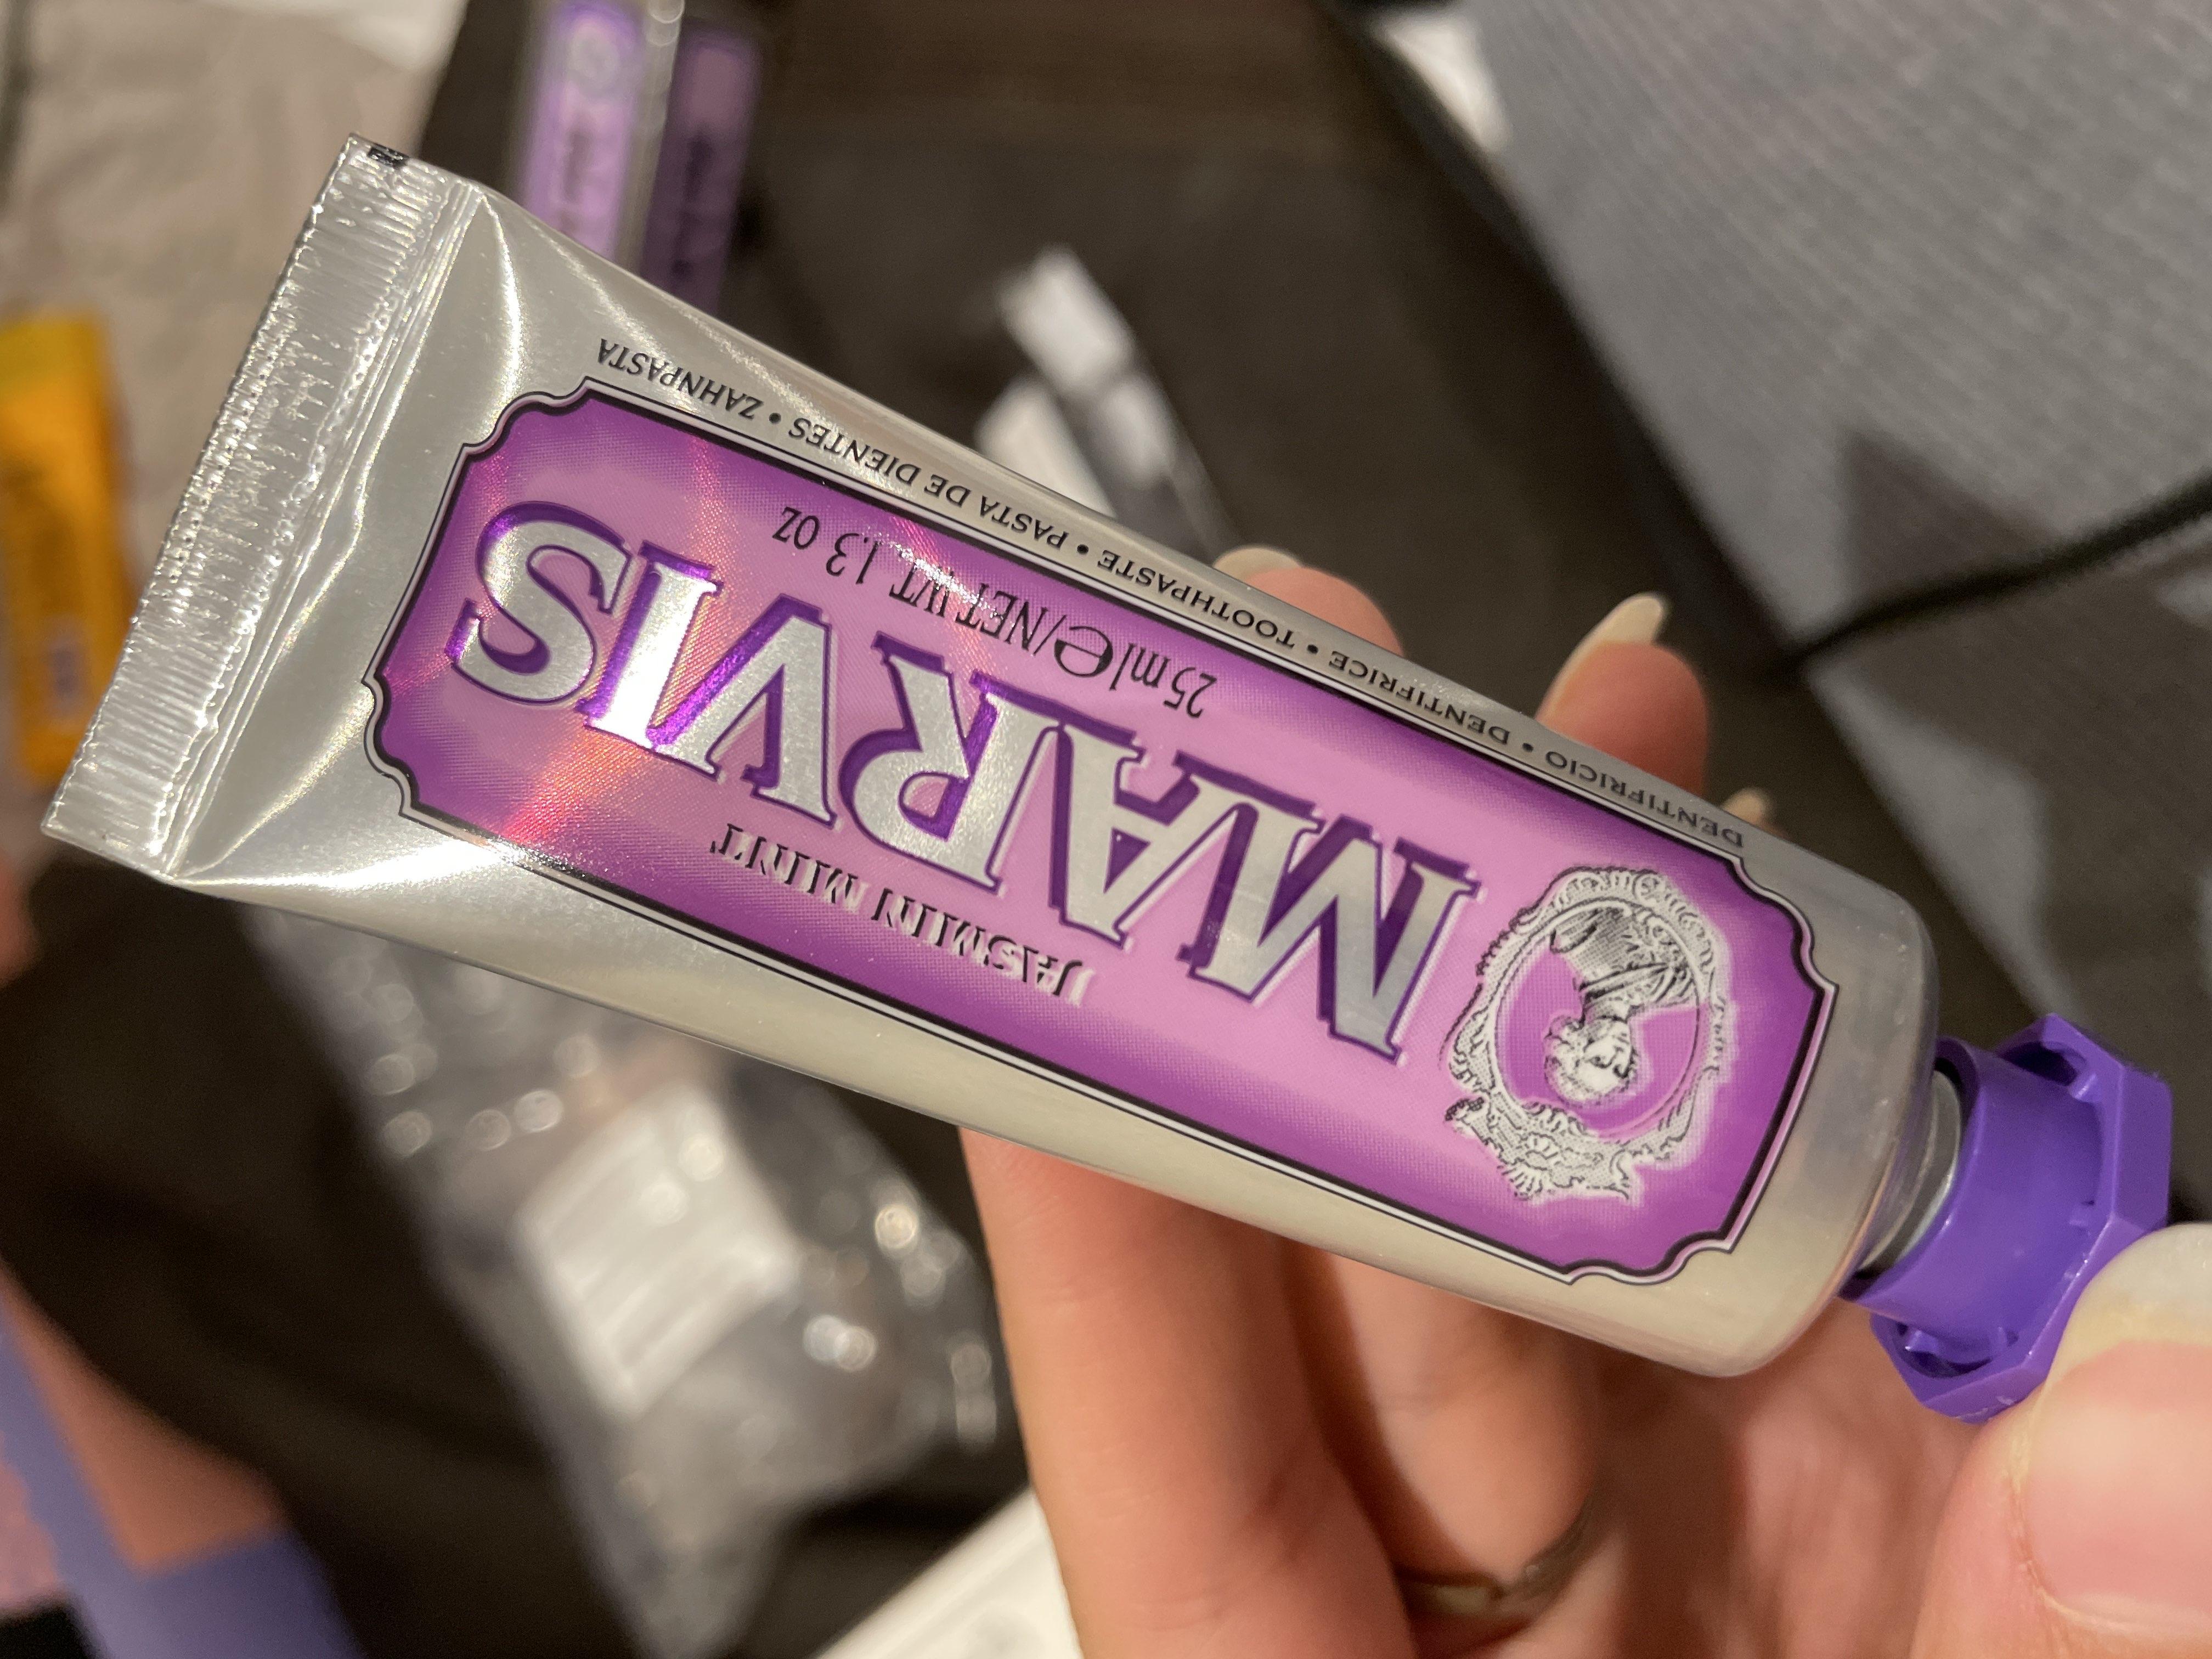 JASMIN MINT
MARVIS
25 ml ℮/NET WT. 1.3 OZ
DENTIFRICIO • DENTIFRICE • TOOTHPASTE • PASTA DE DIENTES • ZAHNPASTA